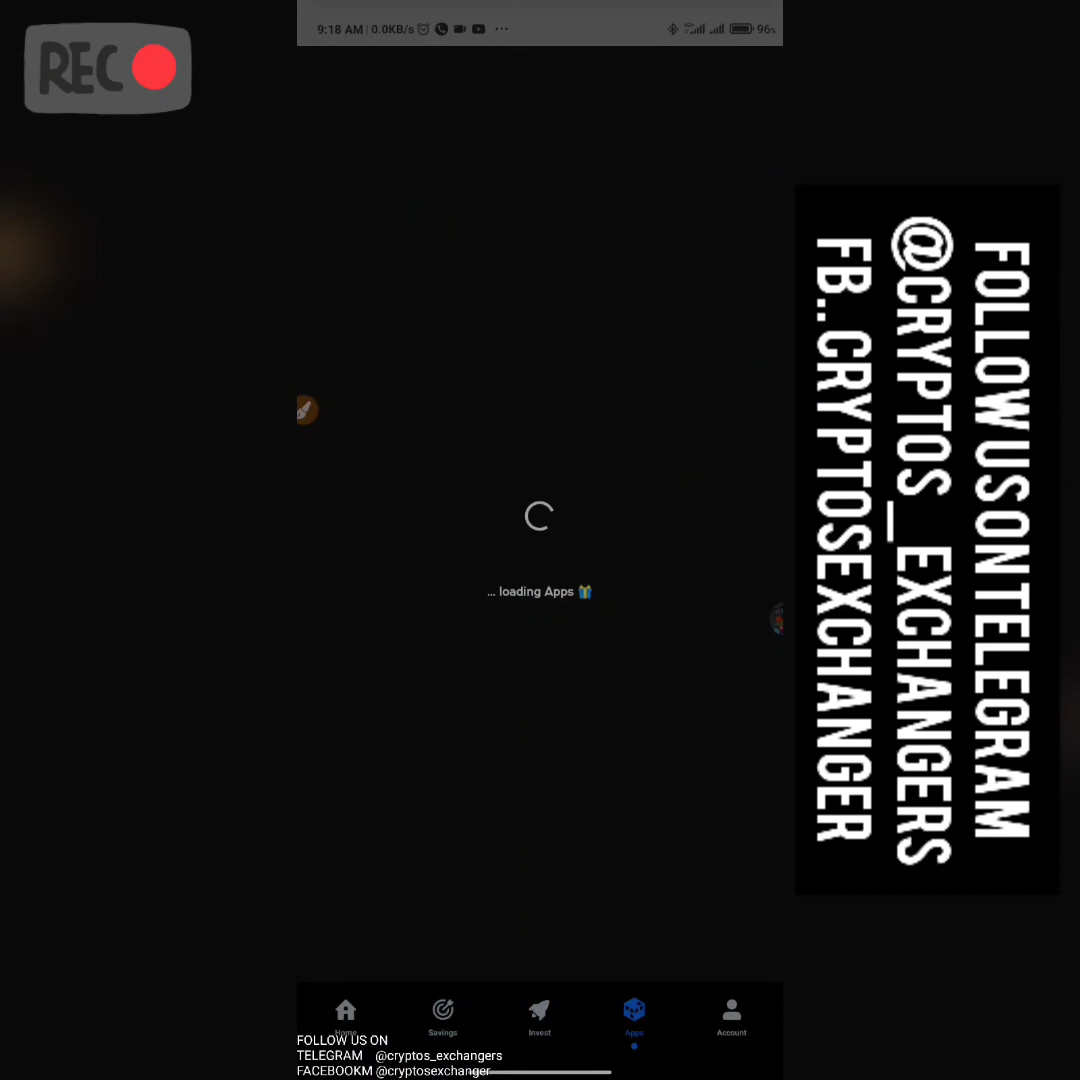 REC
9:18 AM | 0.0KB/s ...
96%
... loading Apps
FOLLOW US ON TELEGRAM
@CRYPTOS_EXCHANGERS
FB.. CRYPTOSEXCHANGER
Home
Savings
Invest
Apps
Account
FOLLOW US ON
TELEGRAM @cryptos_exchangers
FACEBOOKM @cryptosexchanger